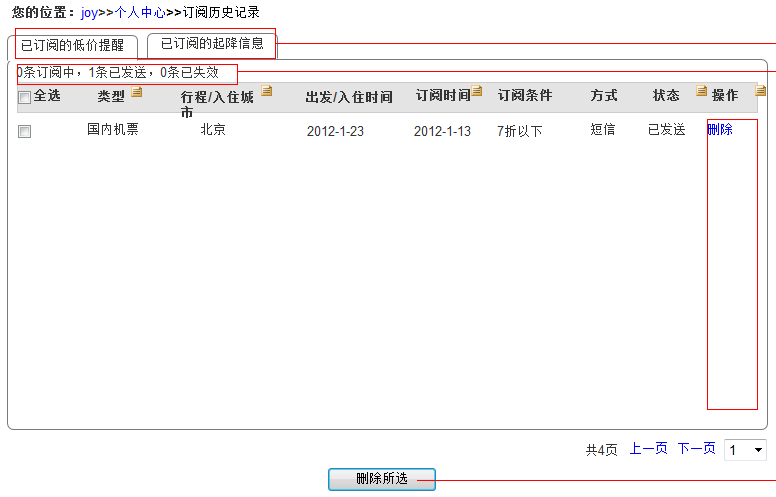 您的位置：joy>>个人中心>>订阅历史记录
已订阅的低价提醒 已订阅的起降信息
0条订阅中，1条已发送，0条已失效
全选 类型 行程/入住城市 出发/入住时间 订阅时间 订阅条件 方式 状态 操作
国内机票 北京 2012-1-23 2012-1-13 7折以下 短信 已发送 删除
共4页 上一页 下一页 1
删除所选